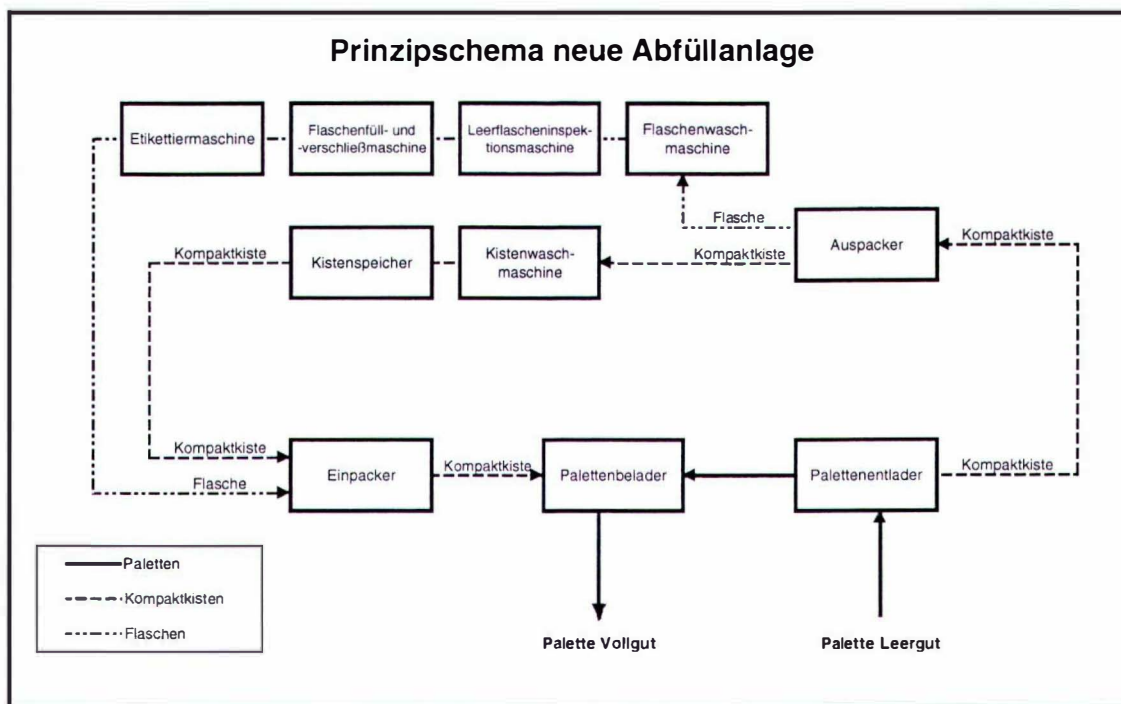 Prinzipschema neue Abfüllanlage
Etikettiermaschine
Flaschenfüll- und
-verschließmaschine
Leerflascheninspek-
tionsmaschine
Flaschenwasch-
maschine
Flasche
Auspacker
Kompaktkiste
Kompaktkiste
Kistenspeicher
Kistenwasch-
maschine
Kompaktkiste
Kompaktkiste
Flasche
Einpacker
Kompaktkiste
Palettenbelader
Palettenentlader
Kompaktkiste
Paletten
Kompaktkisten
Flaschen
Palette Vollgut
Palette Leergut